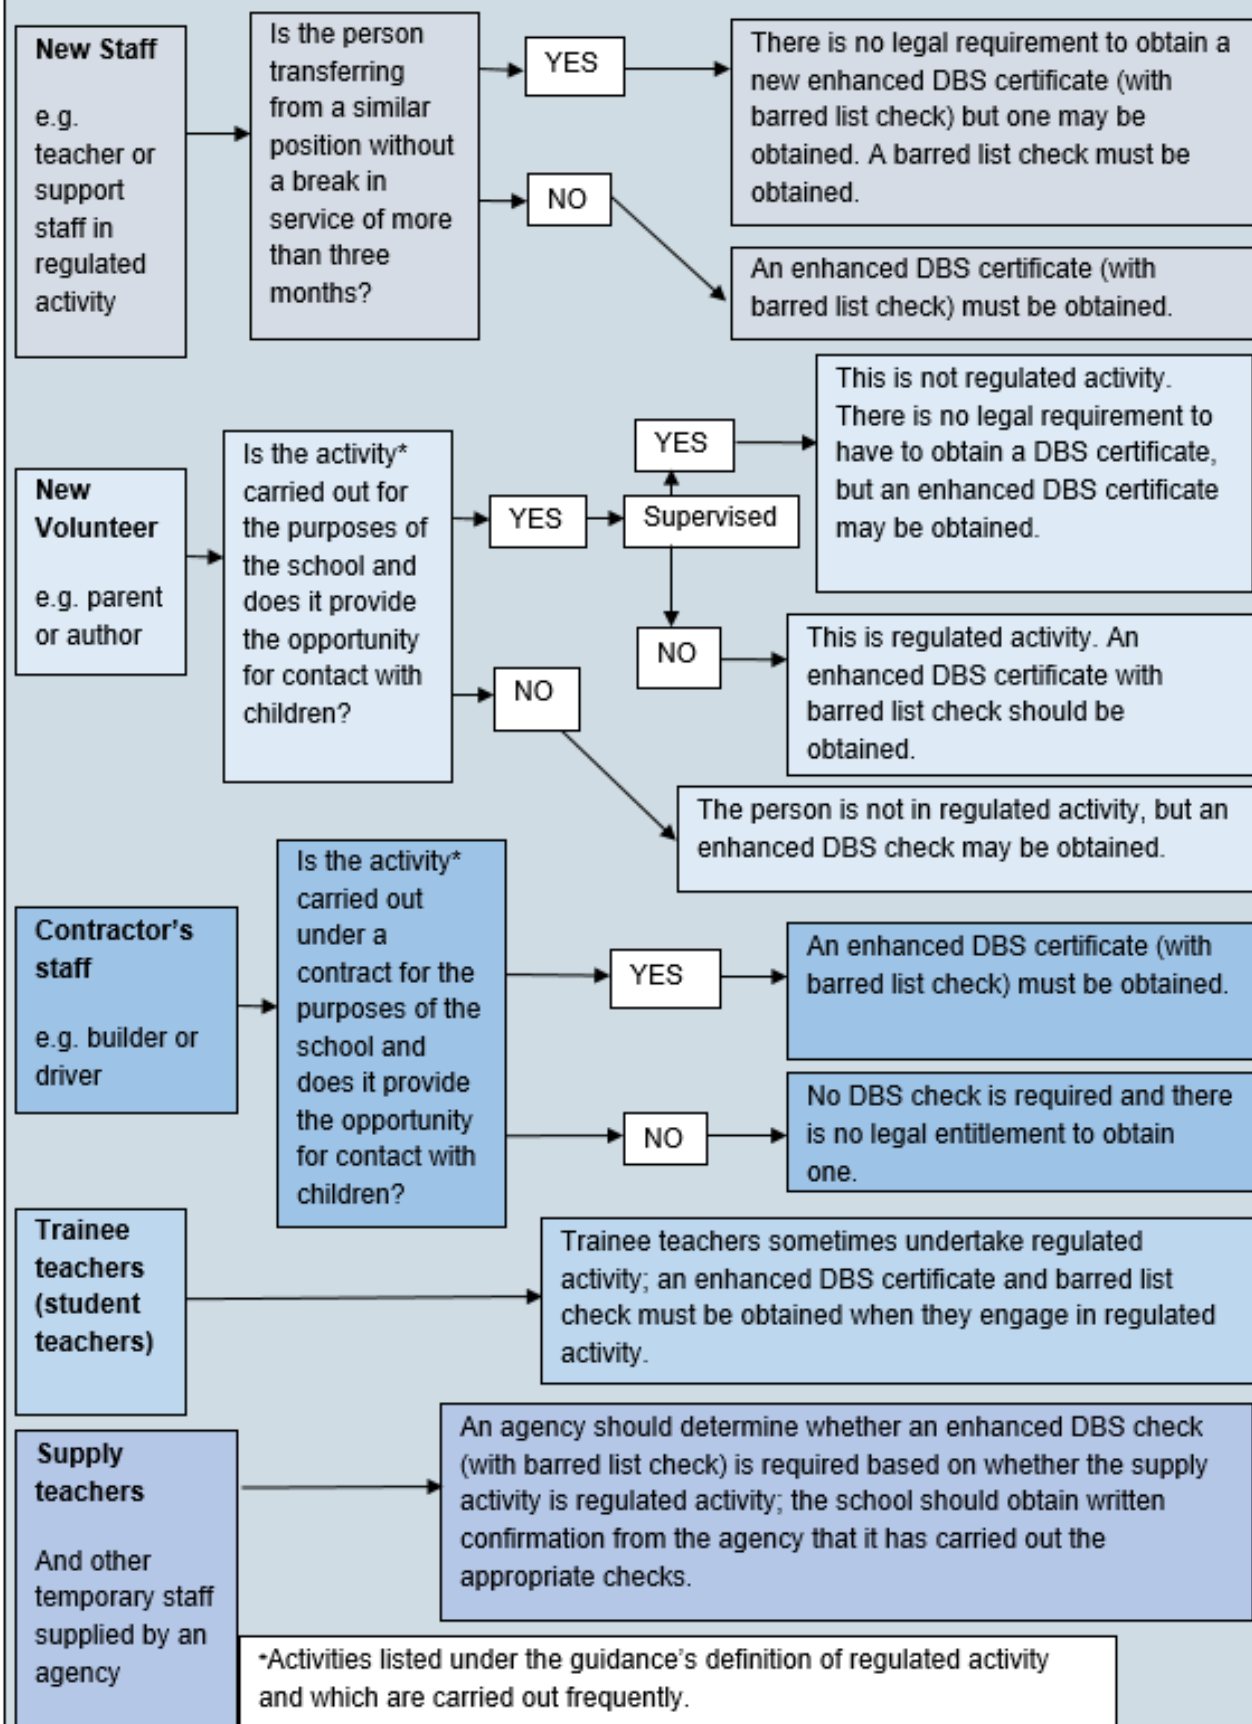 New Staff
e.g.
teacher or
support
staff in
regulated
activity
Is the person
transferring
from a similar
position without
a break in
service of more
than three
months?
YES
There is no legal requirement to obtain a
new enhanced DBS certificate (with
barred list check) but one may be
obtained. A barred list check must be
obtained.
NO
An enhanced DBS certificate (with
barred list check) must be obtained.
New
Volunteer
e.g. parent
or author
Is the activity*
carried out for
the purposes of
the school and
does it provide
the opportunity
for contact with
children?
YES
Supervised
YES
This is not regulated activity.
There is no legal requirement to
have to obtain a DBS certificate,
but an enhanced DBS certificate
may be obtained.
NO
This is regulated activity. An
enhanced DBS certificate with
barred list check should be
obtained.
NO
The person is not in regulated activity, but an
enhanced DBS check may be obtained.
Contractor's
staff
e.g. builder or
driver
Is the activity*
carried out
under a
contract for the
purposes of the
school and
does it provide
the opportunity
for contact with
children?
YES
An enhanced DBS certificate (with
barred list check) must be obtained.
NO
No DBS check is required and there
is no legal entitlement to obtain
one.
Trainee
teachers
(student
teachers)
Trainee teachers sometimes undertake regulated
activity; an enhanced DBS certificate and barred list
check must be obtained when they engage in regulated
activity.
Supply
teachers
And other
temporary staff
supplied by an
agency
An agency should determine whether an enhanced DBS check
(with barred list check) is required based on whether the supply
activity is regulated activity; the school should obtain written
confirmation from the agency that it has carried out the
appropriate checks.
*Activities listed under the guidance's definition of regulated activity
and which are carried out frequently.